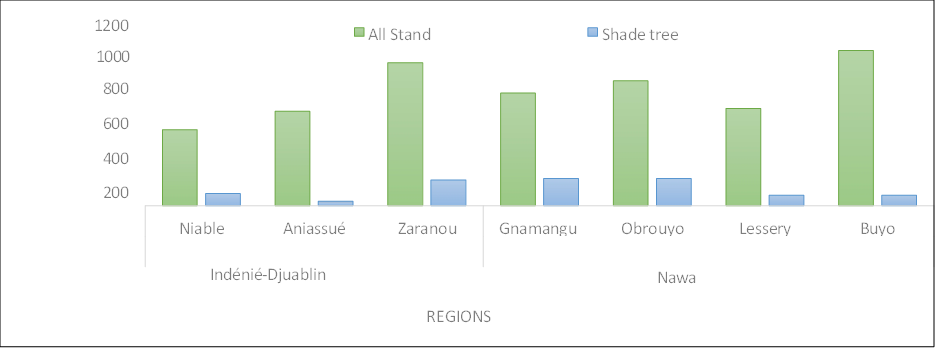 1200
All Stand
Shade tree
1000
800
600
400
200
Niable Aniassué Zaranou Gnamangu Obrouyo Lessery Buyo
Indénié-Djuablin
Nawa
REGIONS